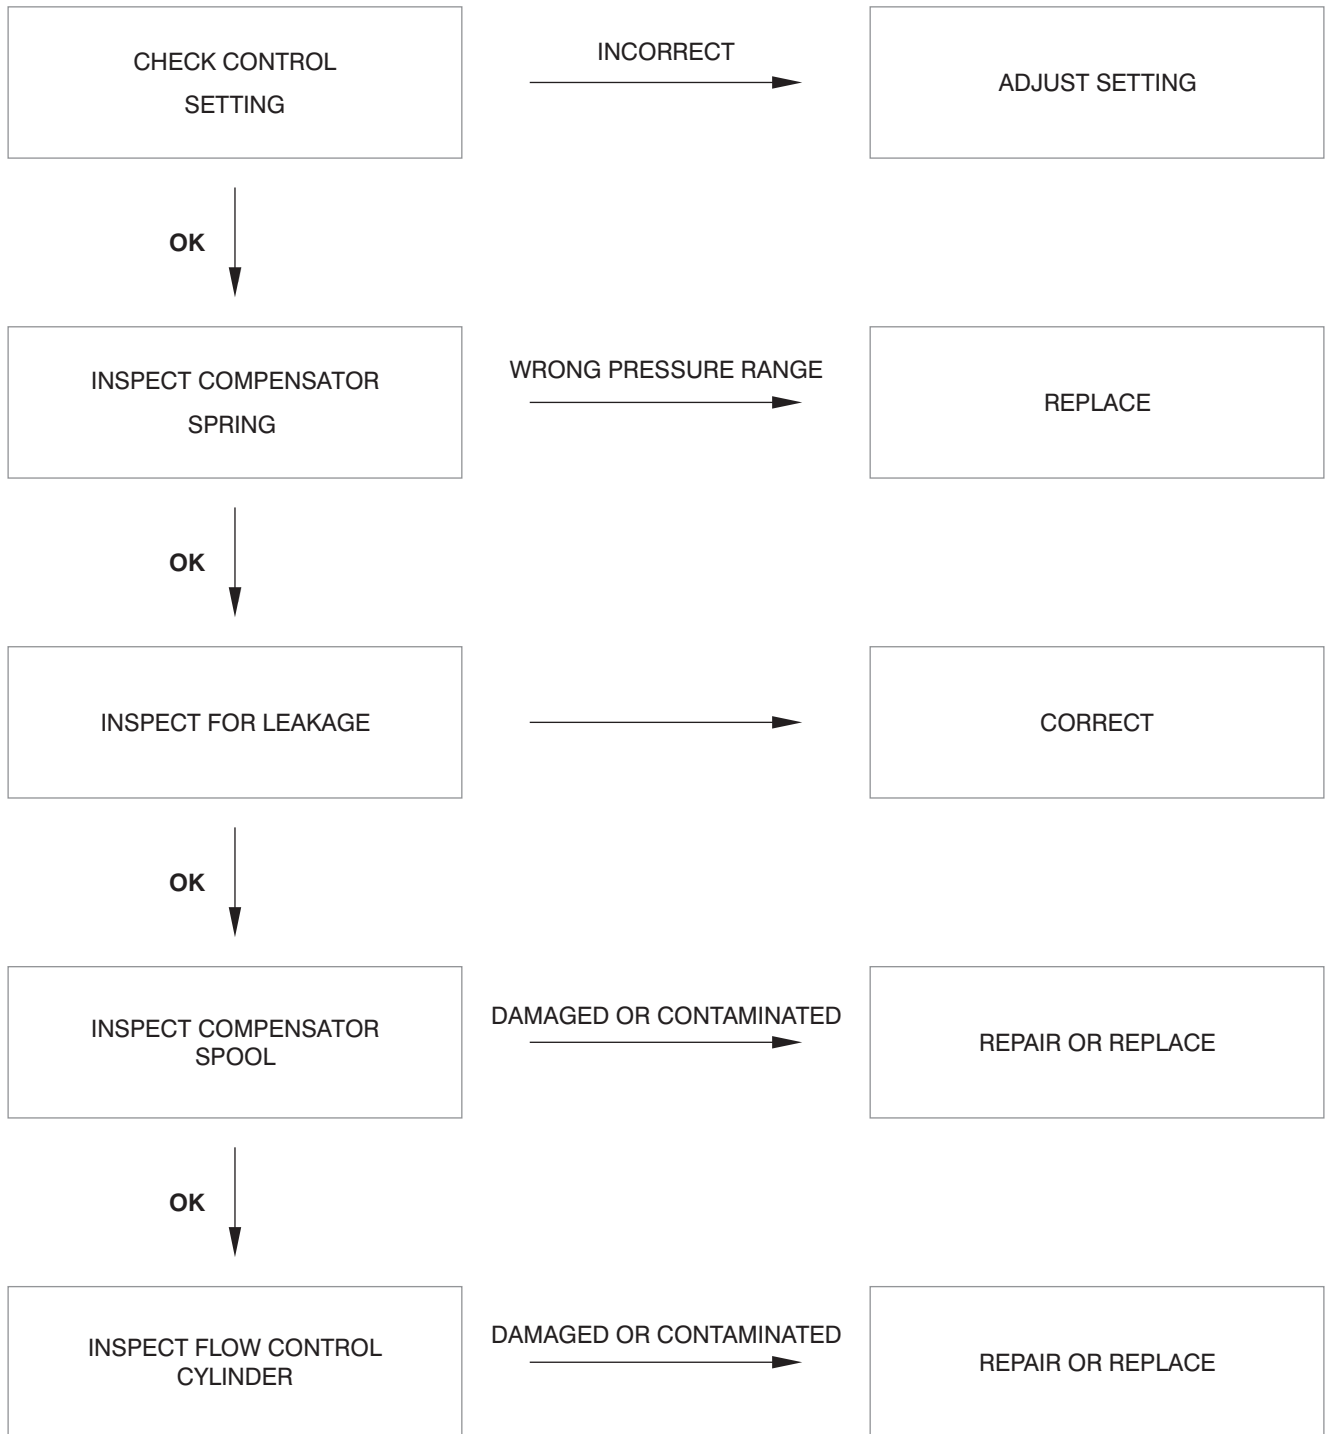 CHECK CONTROL
SETTING
INCORRECT
ADJUST SETTING
OK
INSPECT COMPENSATOR
SPRING
WRONG PRESSURE RANGE
REPLACE
OK
INSPECT FOR LEAKAGE
CORRECT
OK
INSPECT COMPENSATOR
SPOOL
DAMAGED OR CONTAMINATED
REPAIR OR REPLACE
OK
INSPECT FLOW CONTROL
CYLINDER
DAMAGED OR CONTAMINATED
REPAIR OR REPLACE